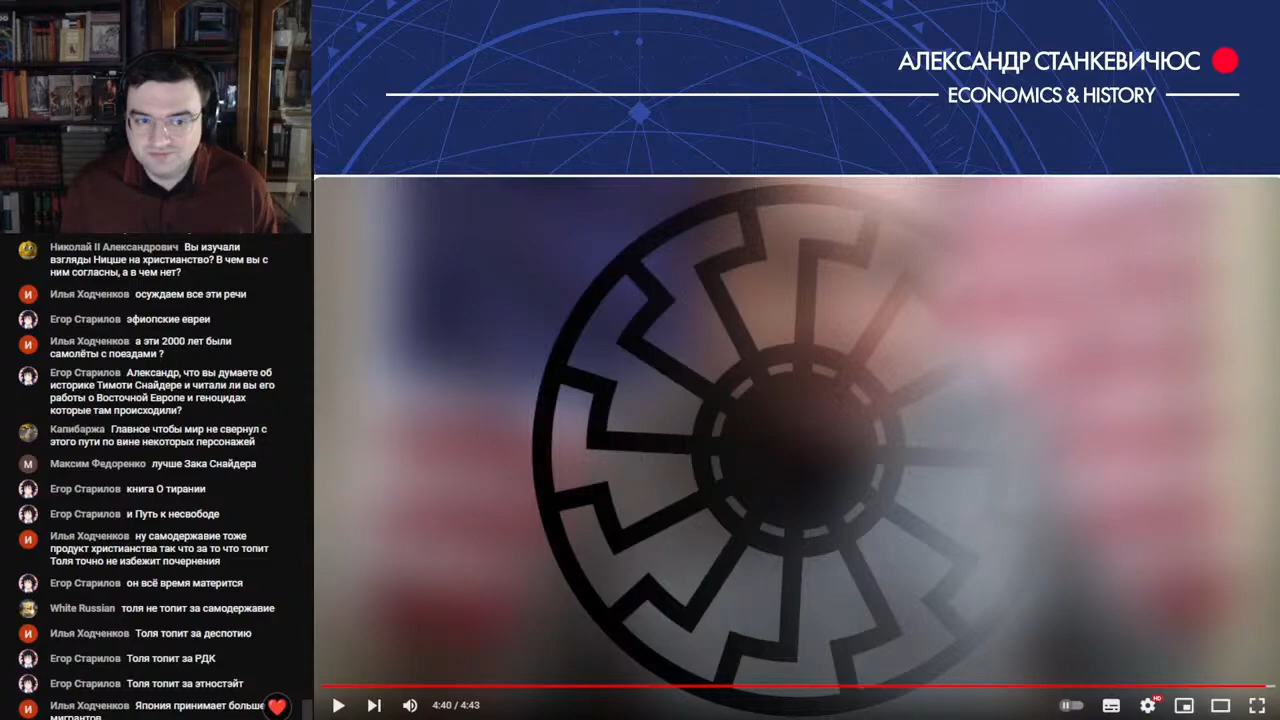 АЛЕКСАНДР СТАНКЕВИЧЮС
ECONOMICS & HISTORY
Николай II Александрович Вы изучали
взгляды Ницше на христианство? В чем вы с
ним согласны, а в чем нет?
Илья Ходченков осуждаем все эти речи
Егор Старилов эфиопские евреи
Илья Ходченков а эти 2000 лет были
самолёты с поездами ?
Егор Старилов Александр, что вы думаете об
историке Тимоти Снайдере и читали ли вы его
работы о Восточной Европе и геноцидах
которые там происходили?
Капибаржа Главное чтобы мир не свернул с
этого пути по вине некоторых персонажей
М
Максим Федоренко лучше Зака Снайдера
Егор Старилов книга О тирании
Егор Старилов и Путь к несвободе
И
Илья Ходченков ну самодержавие тоже
продукт христианства так что за то что топит
Толя точно не избежит почернения
Егор Старилов он всё время матерится
White Russian толя не топит за самодержавие
И
Илья Ходченков Толя топит за деспотию
Егор Старилов Толя топит за РДК
Егор Старилов Толя топит за этностэйт
И
Илья Ходченков Япония принимает больше
мигрантов
4:40 / 4:43
HD